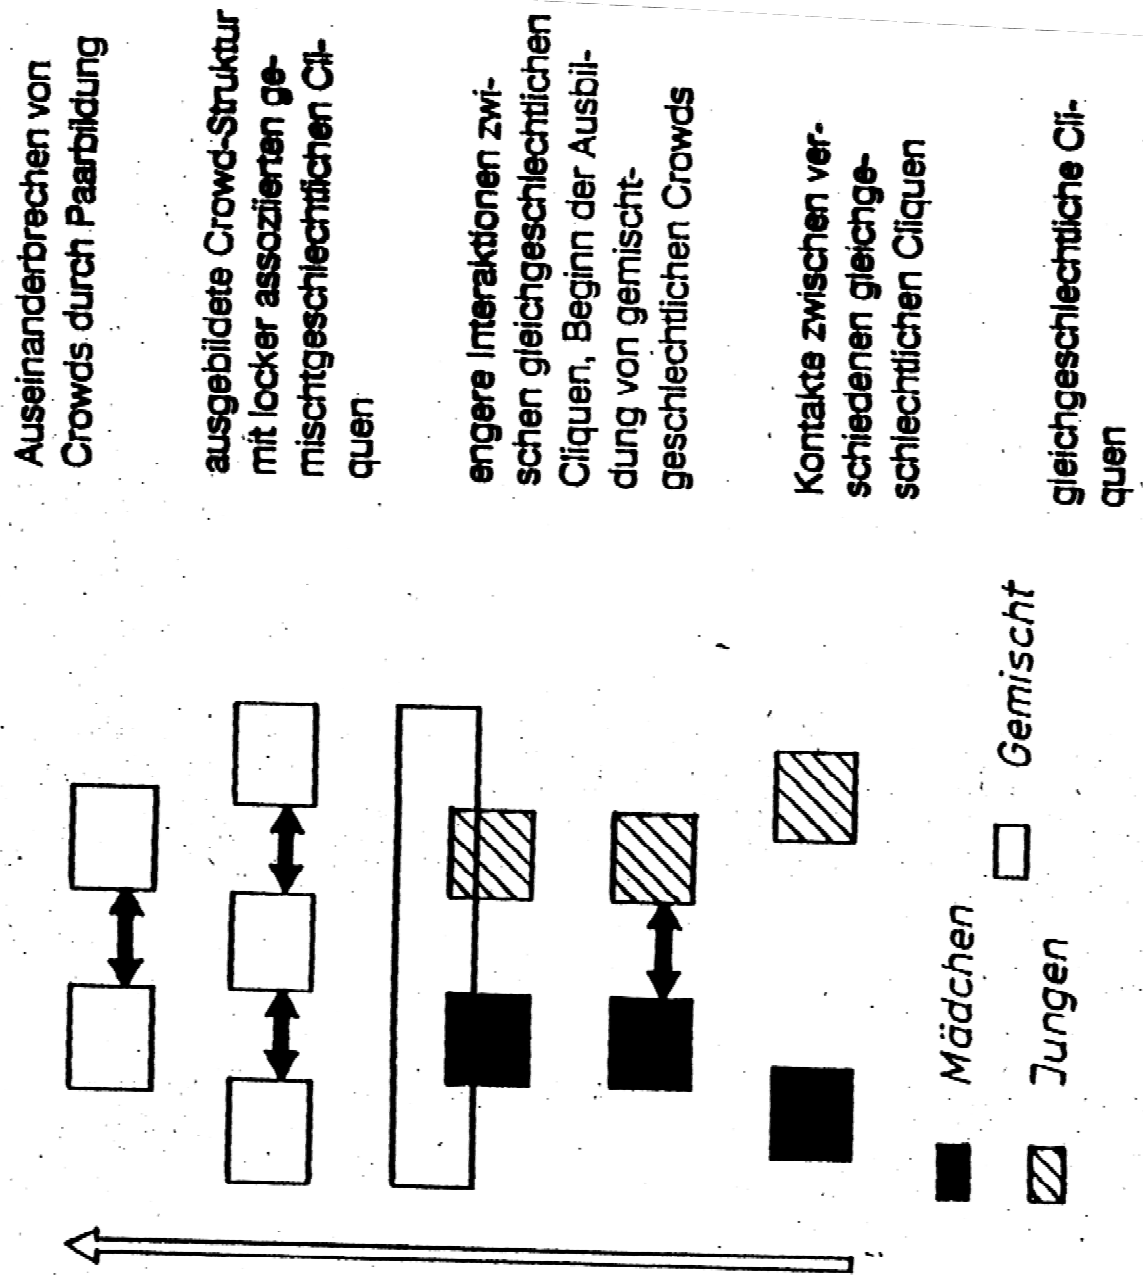 Auseinanderbrechen von
Crowds durch Paarbildung
ausgebildete Crowd-Struktur
mit locker assoziierten ge-
mischtgeschlechtlichen Cli-
quen
engere Interaktionen zwi-
schen gleichgeschlechtlichen
Cliquen, Beginn der Ausbil-
dung von gemischt-
geschlechtlichen Crowds
Kontakte zwischen ver-
schiedenen gleichge-
schlechtlichen Cliquen
gleichgeschlechtliche Cli-
quen
Mädchen
Gemischt
Jungen